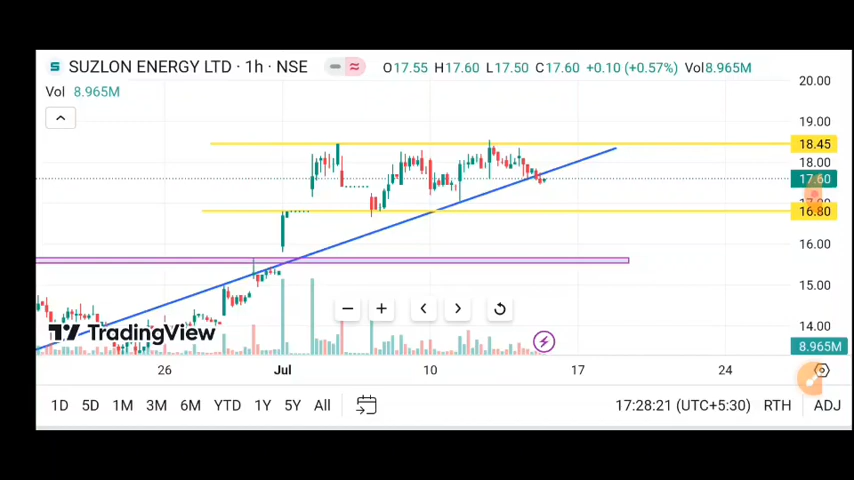 SUZLON ENERGY LTD · 1h · NSE O17.55 H17.60 L17.50 C17.60 +0.10 (+0.57%) Vol8.965M
Vol 8.965M
20.00
19.00
18.45
18.00
17.60
16.80
16.00
15.00
14.00
8.965M
TradingView
26 Jul 10 17 24
1D 5D 1M 3M 6M YTD 1Y 5Y All 17:28:21 (UTC+5:30) RTH ADJ